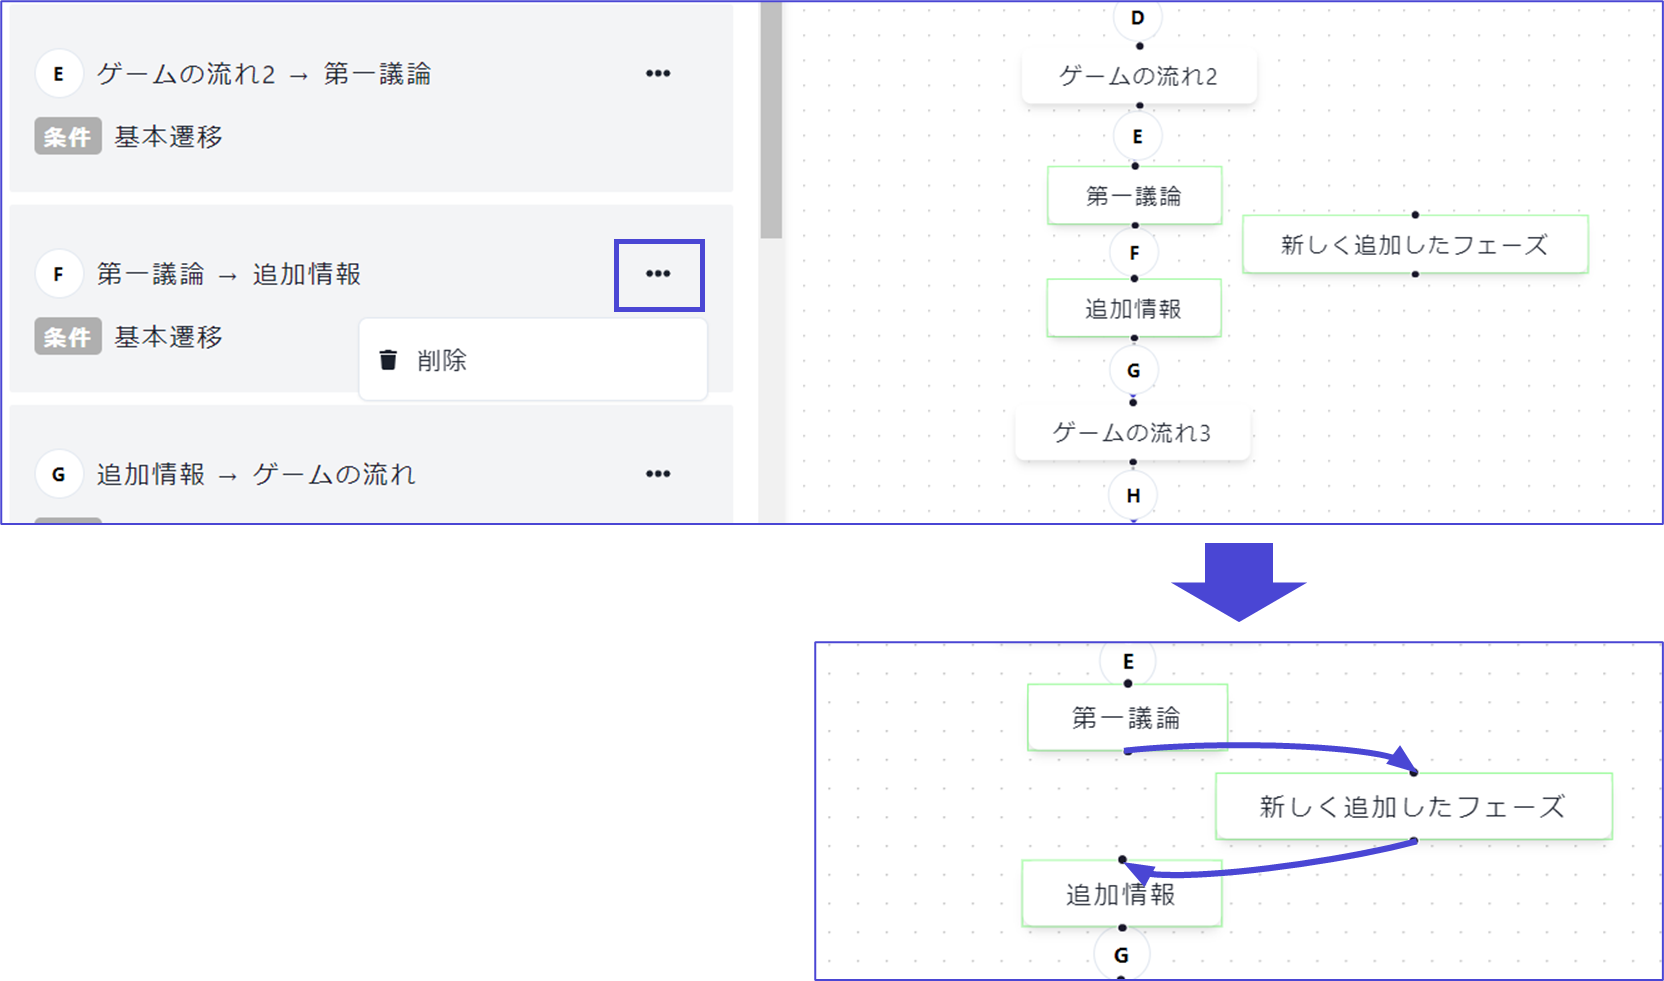 E ゲームの流れ2 → 第一議論 •••
条件 基本遷移
F 第一議論 → 追加情報 •••
条件 基本遷移
削除
G 追加情報 → ゲームの流れ •••
D
ゲームの流れ2
E
第一議論
新しく追加したフェーズ
F
追加情報
G
ゲームの流れ3
H
E
第一議論
新しく追加したフェーズ
追加情報
G